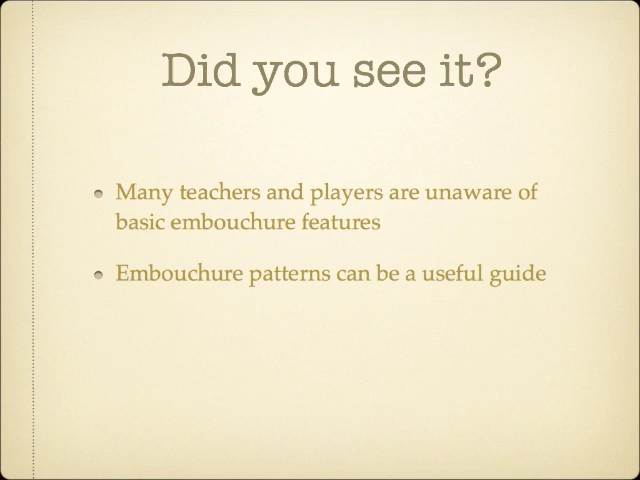 Did you see it?
Many teachers and players are unaware of
basic embouchure features
Embouchure patterns can be a useful guide